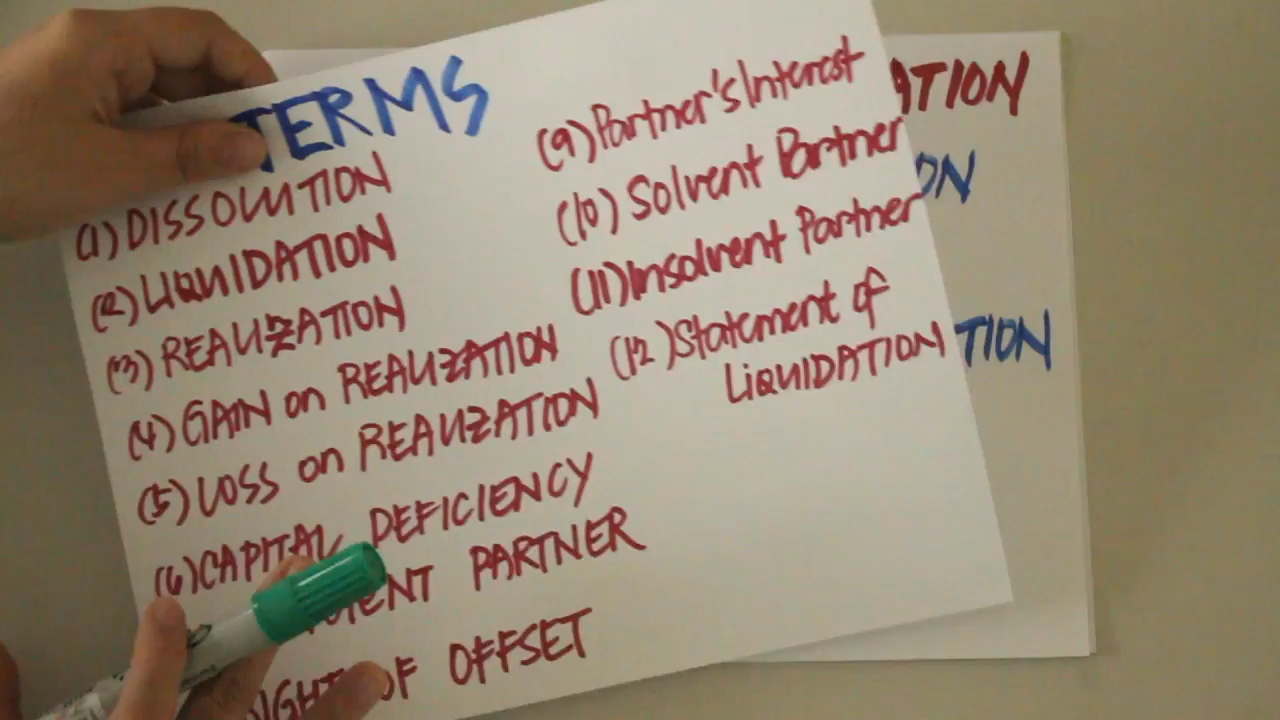 TERMS
(1) DISSOLUTION
(2) LIQUIDATION
(3) REALIZATION
(4) GAIN on REALIZATION
(5) LOSS on REALIZATION
(6) CAPITAL DEFICIENCY
PARTNER
OF OFFSET
(9) Partner's Interest
(10) Solvent Partner
(11) Insolvent Partner
(12) Statement of
LIQUIDATION
ATION
ON
TION